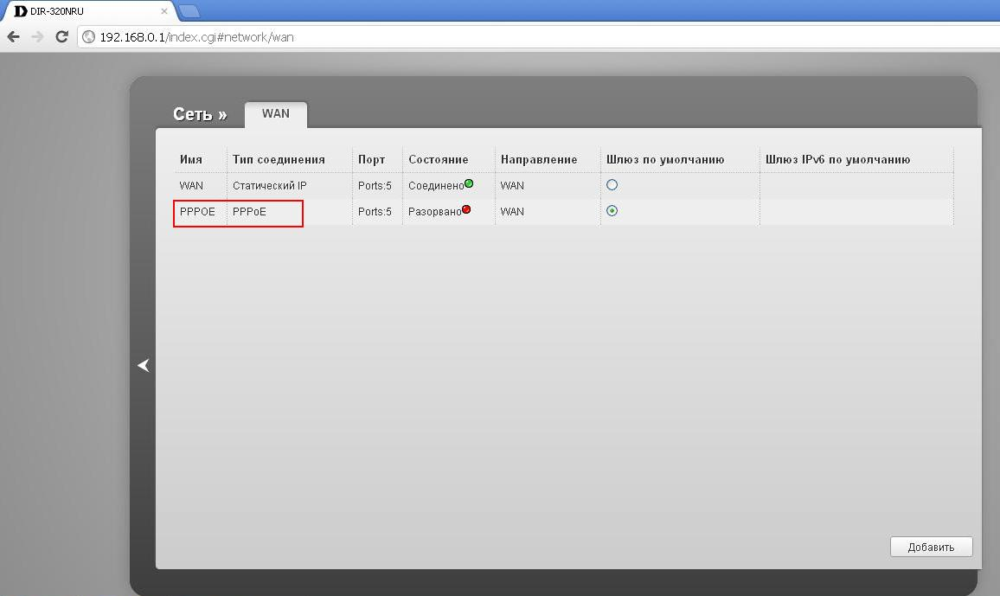 DIR-320NRU
192.168.0.1/index.cgi#network/wan
Сеть » WAN
Имя Тип соединения Порт Состояние Направление Шлюз по умолчанию Шлюз IPv6 по умолчанию
WAN Статический IP Ports:5 Соединено WAN
PPPOE PPPoE Ports:5 Разорвано WAN
Добавить